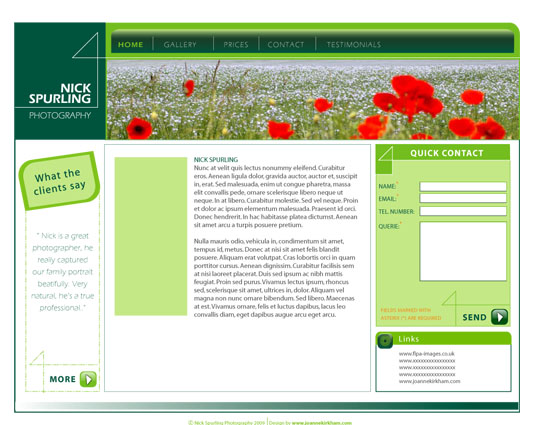 HOME GALLERY PRICES CONTACT TESTIMONIALS
NICK
SPURLING
PHOTOGRAPHY
What the
clients say
" Nick is a great
photographer, he
really captured
our family portrait
beatifully. Very
natural, he's a true
professional."
MORE
NICK SPURLING
Nunc at velit quis lectus nonummy eleifend. Curabitur
eros. Aenean ligula dolor, gravida auctor, auctor et, suscipit
in, erat. Sed malesuada, enim ut congue pharetra, massa
elit convallis pede, ornare scelerisque libero neque ut
neque. In at libero. Curabitur molestie. Sed vel neque. Proin
et dolor ac ipsum elementum malesuada. Praesent id orci.
Donec hendrerit. In hac habitasse platea dictumst. Aenean
sit amet arcu a turpis posuere pretium.
Nulla mauris odio, vehicula in, condimentum sit amet,
tempus id, metus. Donec at nisi sit amet felis blandit
posuere. Aliquam erat volutpat. Cras lobortis orci in quam
porttitor cursus. Aenean dignissim. Curabitur facilisis sem
at nisi laoreet placerat. Duis sed ipsum ac nibh mattis
feugiat. Proin sed purus. Vivamus lectus ipsum, rhoncus
sed, scelerisque sit amet, ultrices in, dolor. Aliquam vel
magna non nunc ornare bibendum. Sed libero. Maecenas
at est. Vivamus ornare, felis et luctus dapibus, lacus leo
convallis diam, eget dapibus augue arcu eget arcu.
QUICK CONTACT
NAME:*
EMAIL:*
TEL. NUMBER:
QUERIE:*
FIELDS MARKED WITH
ASTERIX (*) ARE REQUIRED
SEND
Links
www.flpa-images.co.uk
www.xxxxxxxxxxxxxxxx
www.xxxxxxxxxxxxxxxx
www.xxxxxxxxxxxxxxxx
www.joannekirkham.com
© Nick Spurling Photography 2009 | Design by www.joannekirkham.com